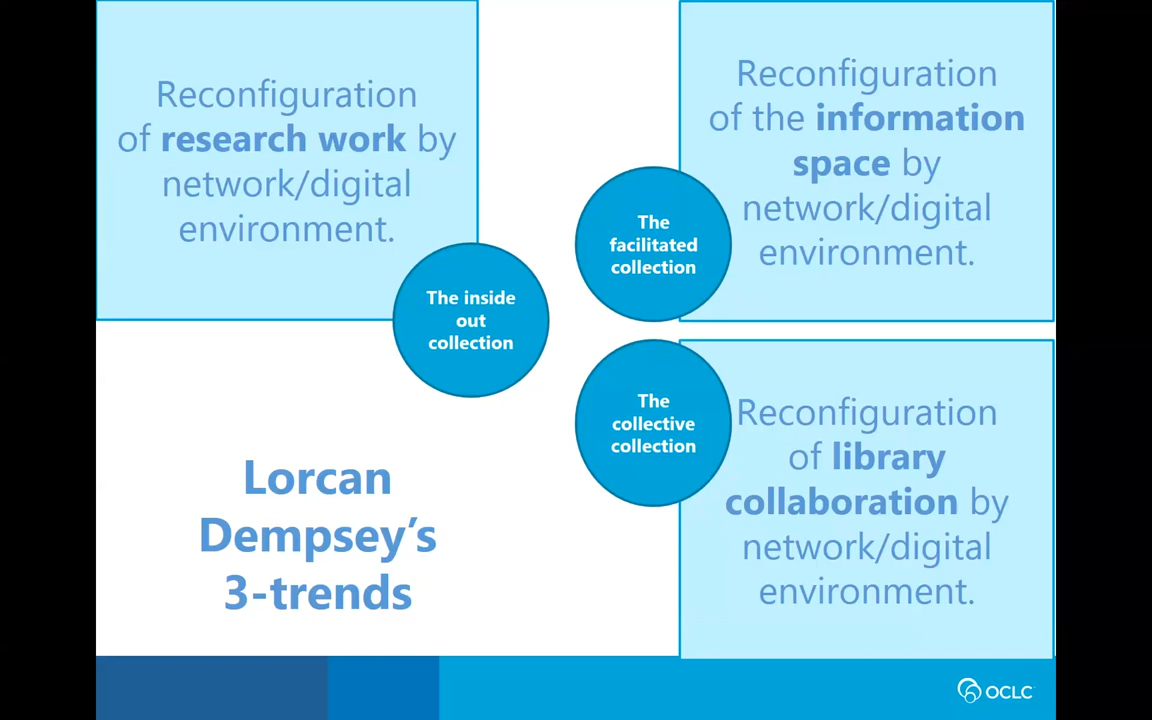 Reconfiguration
of research work by
network/digital
environment.
The inside
out
collection
Reconfiguration
of the information
space by
network/digital
environment.
The
facilitated
collection
The
collective
collection
Reconfiguration
of library
collaboration by
network/digital
environment.
Lorcan
Dempsey’s
3-trends
OCLC